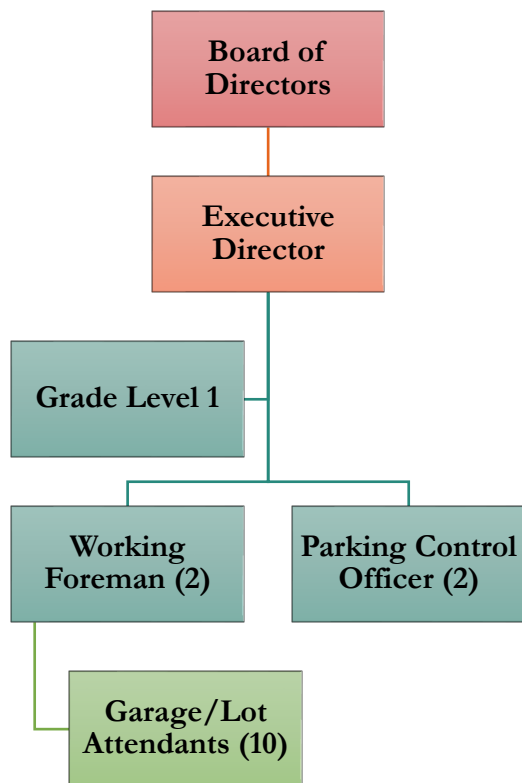 Board of
Directors
Executive
Director
Grade Level 1
Working
Foreman (2)
Parking Control
Officer (2)
Garage/Lot
Attendants (10)